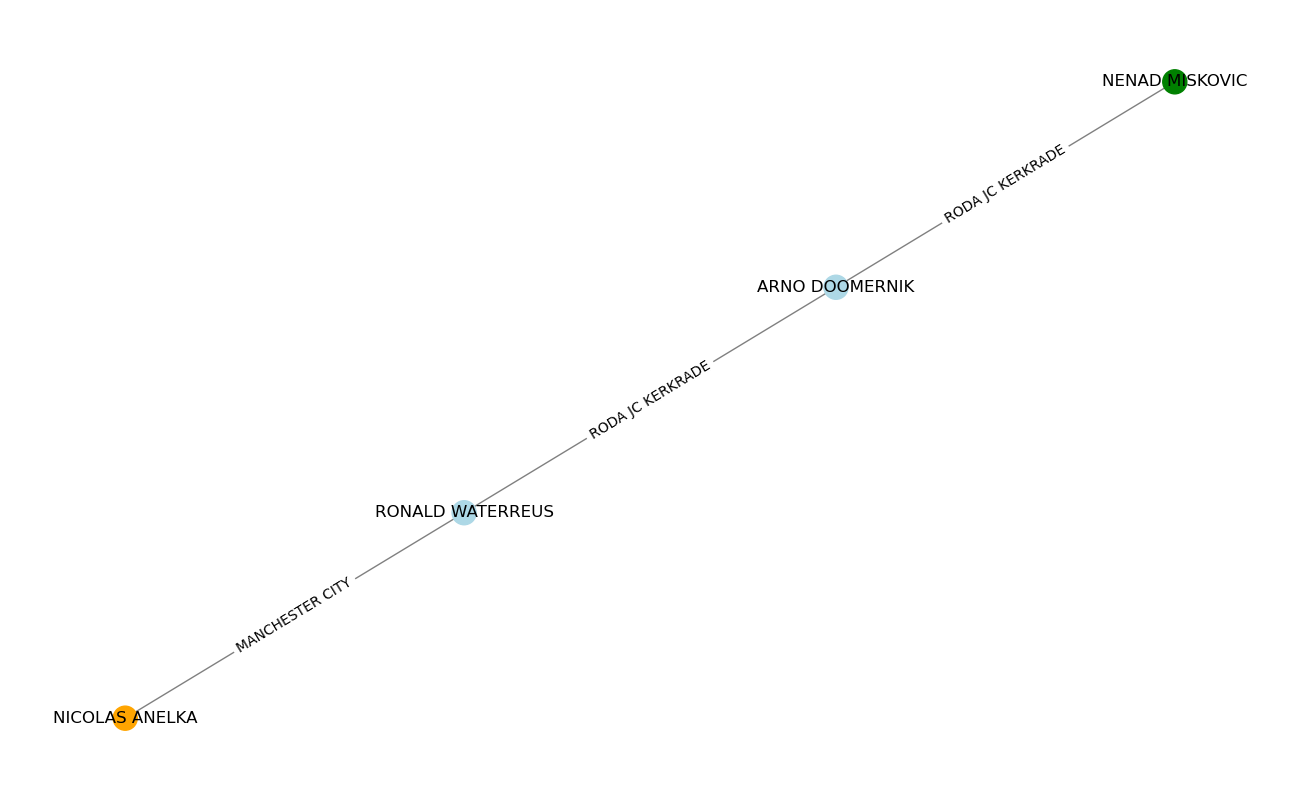 NENAD MISKOVIC
RODA JC KERKRADE
ARNO DOOMERNIK
RODA JC KERKRADE
RONALD WATERREUS
MANCHESTER CITY
NICOLAS ANELKA